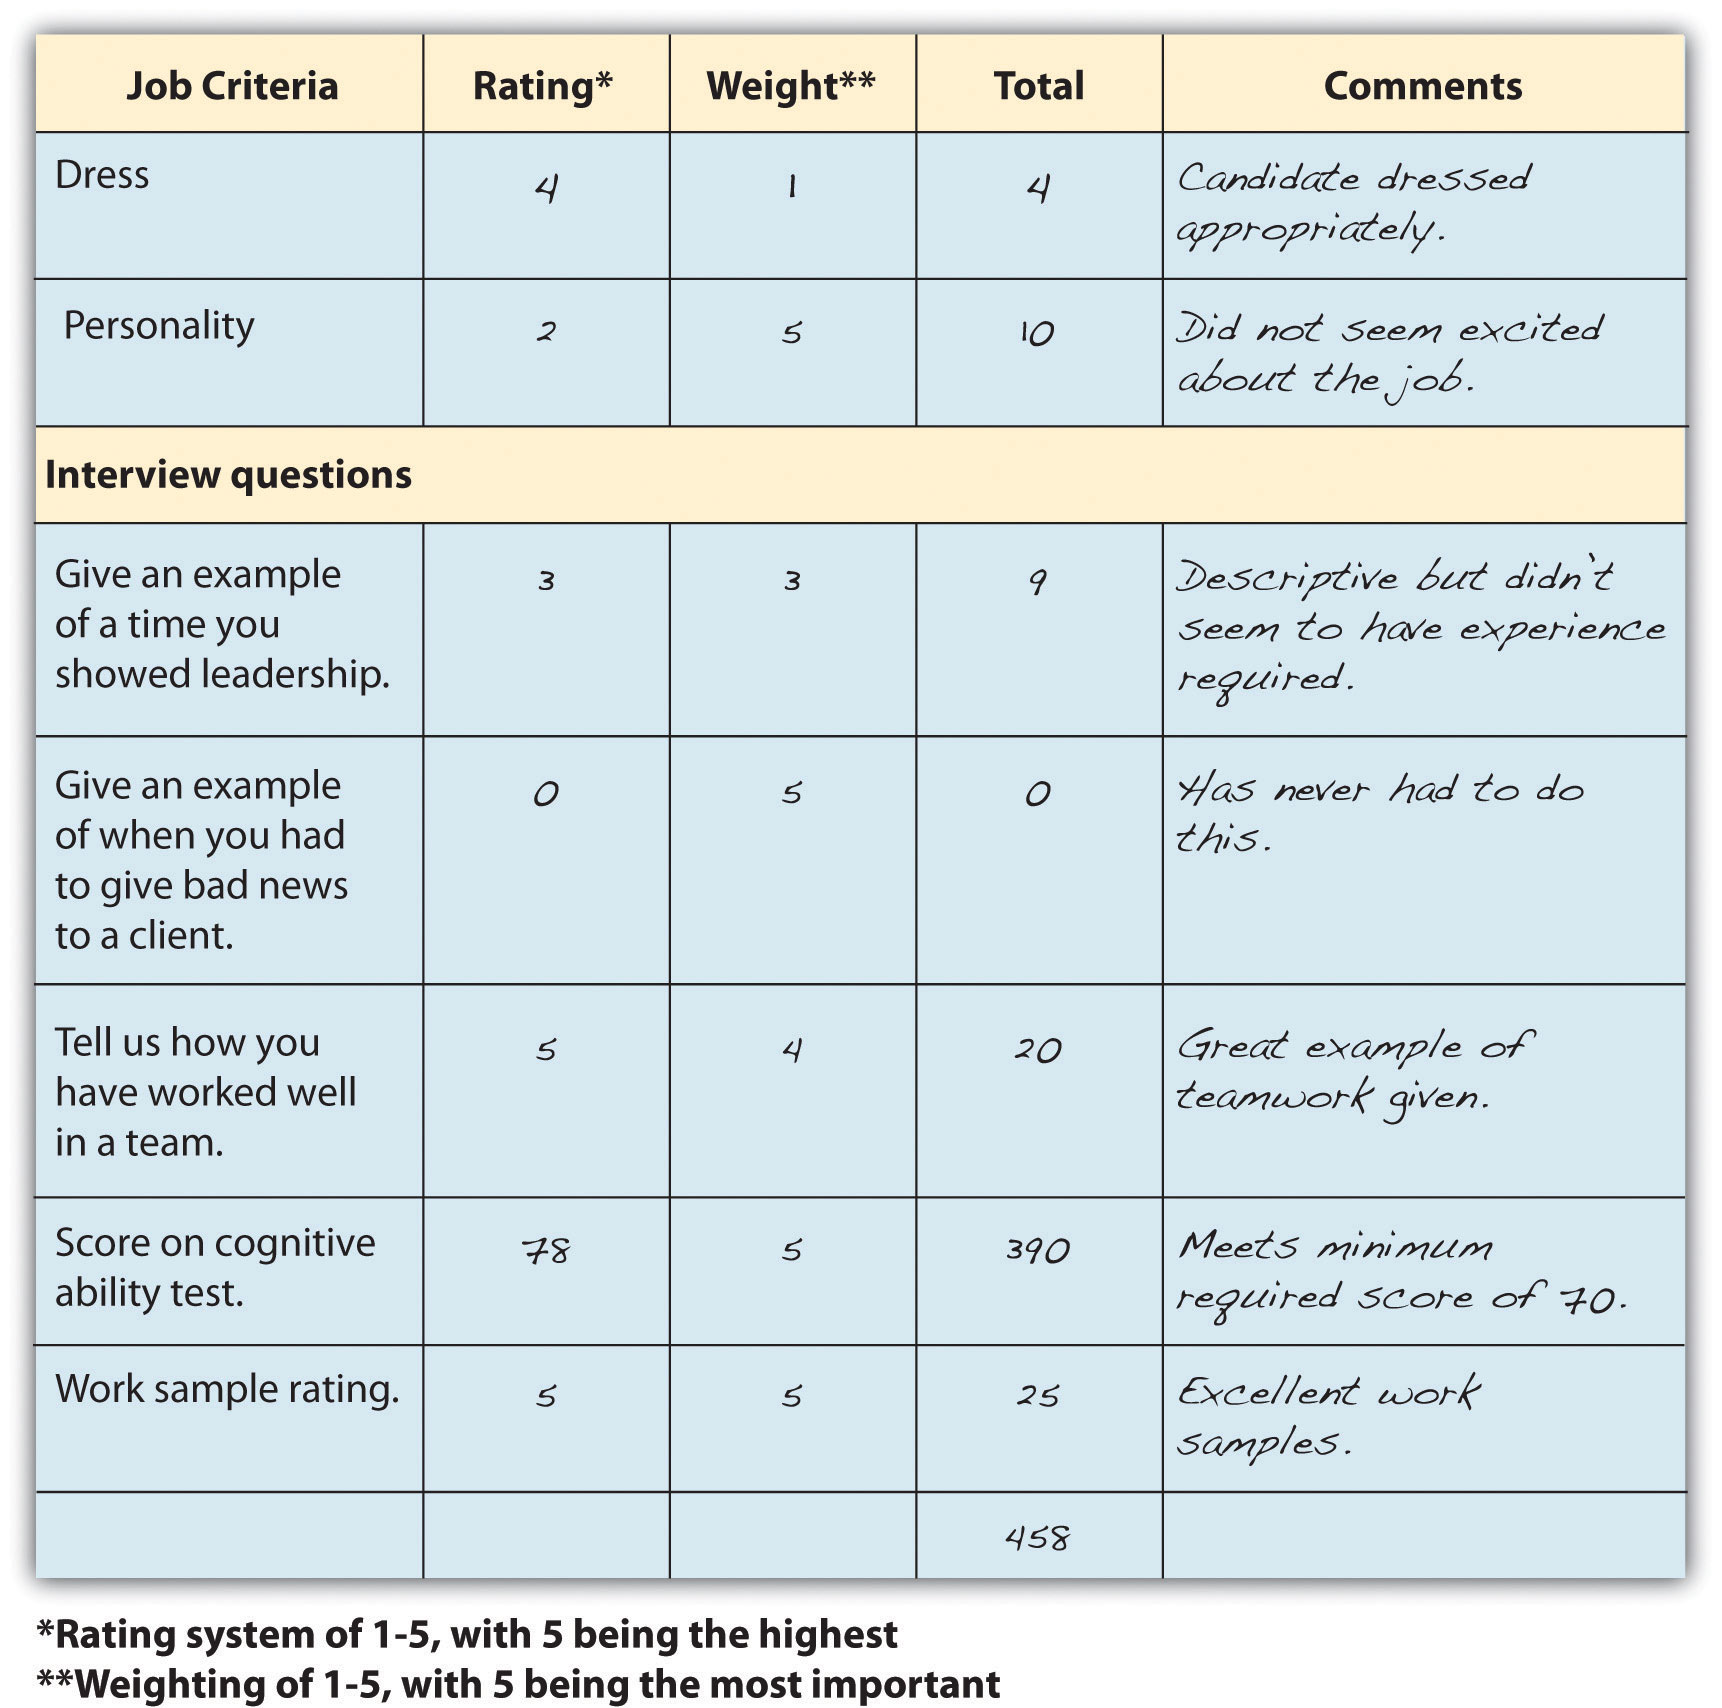 Job Criteria Rating* Weight** Total Comments
Dress 4 1 4 Candidate dressed
appropriately.
Personality 2 5 10 Did not seem excited
about the job.
Interview questions
Give an example 3 3 9 Descriptive but didn't
of a time you seem to have experience
showed leadership. required.
Give an example 0 5 0 Has never had to do
of when you had this.
to give bad news
to a client.
Tell us how you 5 4 20 Great example of
have worked well teamwork given.
in a team.
Score on cognitive 78 5 390 Meets minimum
ability test. required score of 70.
Work sample rating. 5 5 25 Excellent work
samples.
458
*Rating system of 1-5, with 5 being the highest
**Weighting of 1-5, with 5 being the most important